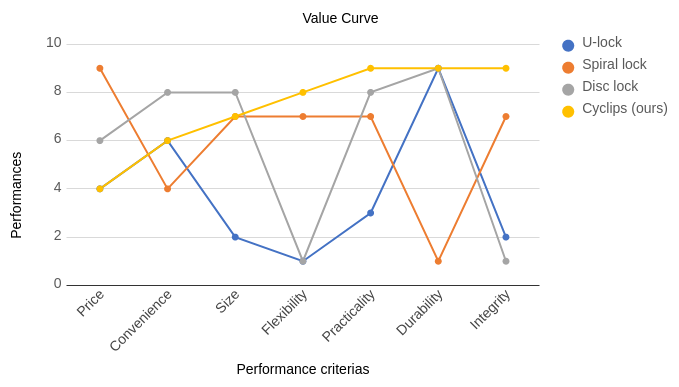 Value Curve
10
8
6
4
2
0
Performances
Price
Convenience
Size
Flexibility
Practicality
Durability
Integrity
Performance criterias
U-lock
Spiral lock
Disc lock
Cyclips (ours)